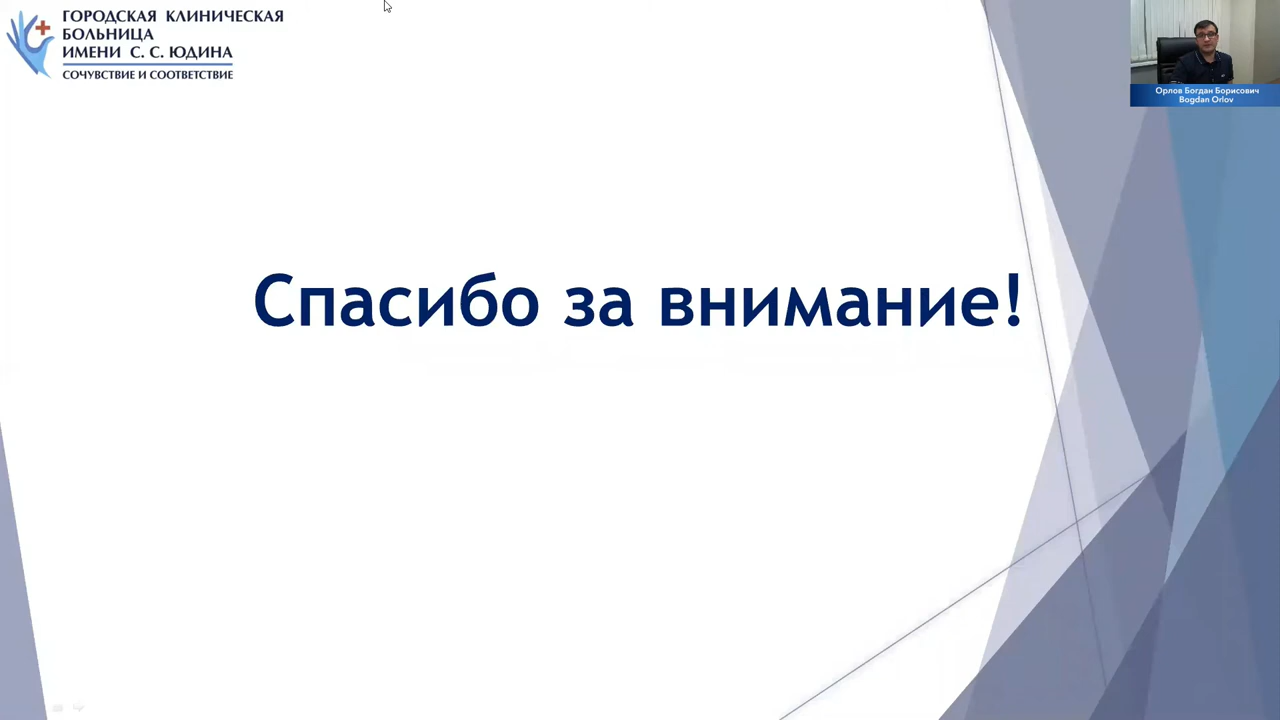 ГОРОДСКАЯ КЛИНИЧЕСКАЯ
БОЛЬНИЦА
ИМЕНИ С. С. ЮДИНА
СОЧУВСТВИЕ И СООТВЕТСТВИЕ
Орлов Богдан Борисович
Bogdan Orlov
Спасибо за внимание!